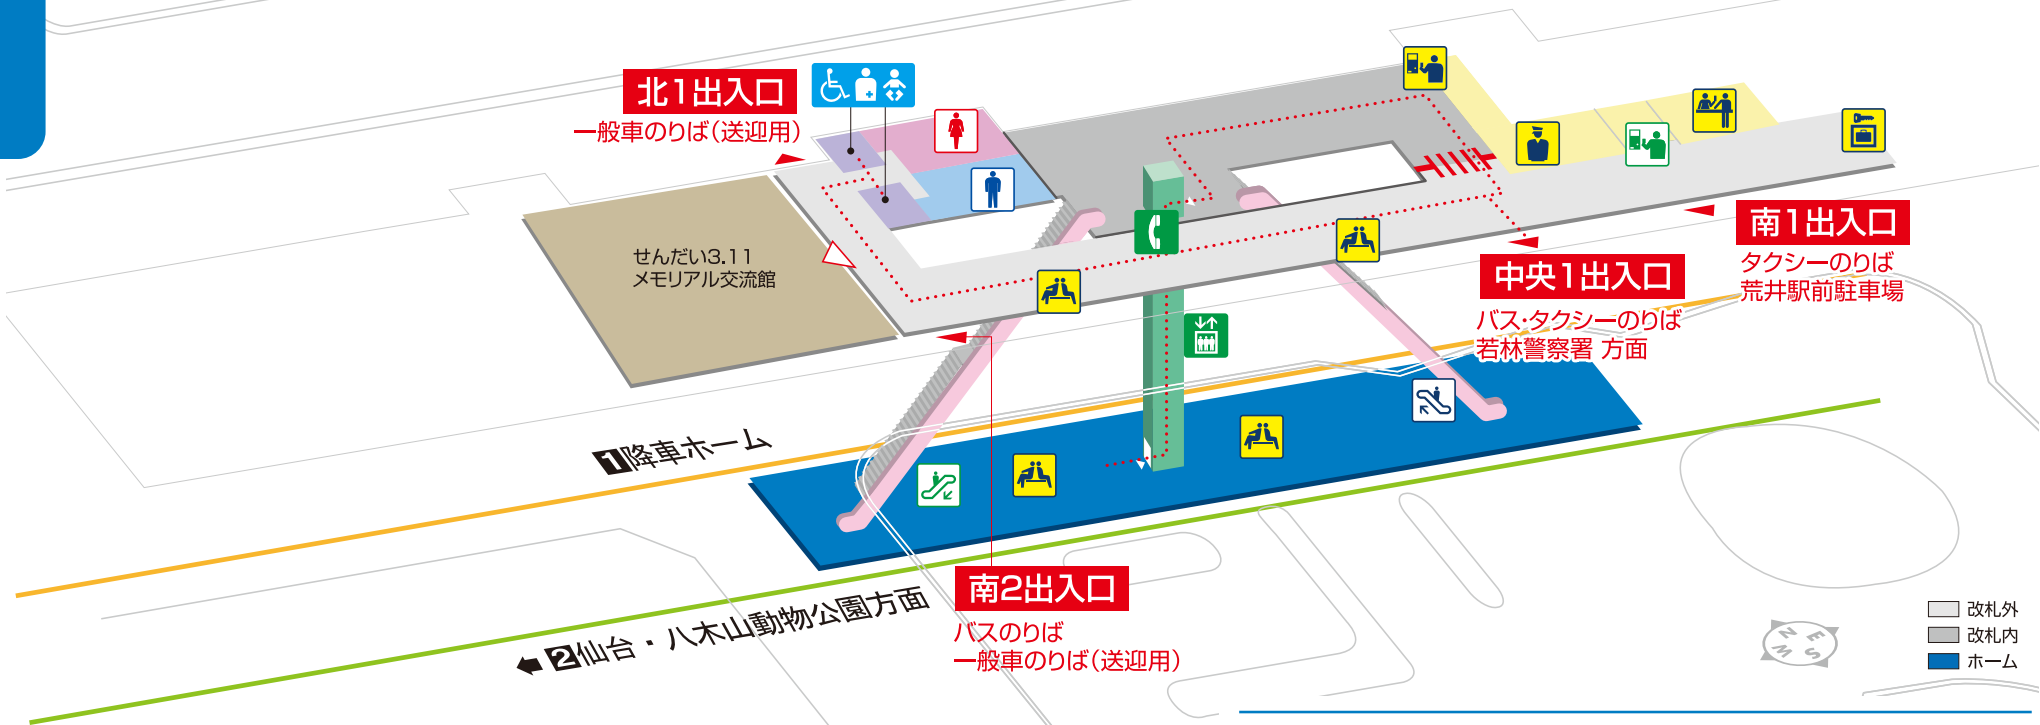 北1出入口
一般車のりば（送迎用）
せんだい3.11
メモリアル交流館
南1出入口
タクシーのりば
荒井駅前駐車場
中央1出入口
バス・タクシーのりば
若林警察署 方面
1降車ホーム
2仙台・八木山動物公園方面
南2出入口
バスのりば
一般車のりば（送迎用）
改札外
改札内
ホーム
N
E
W
S